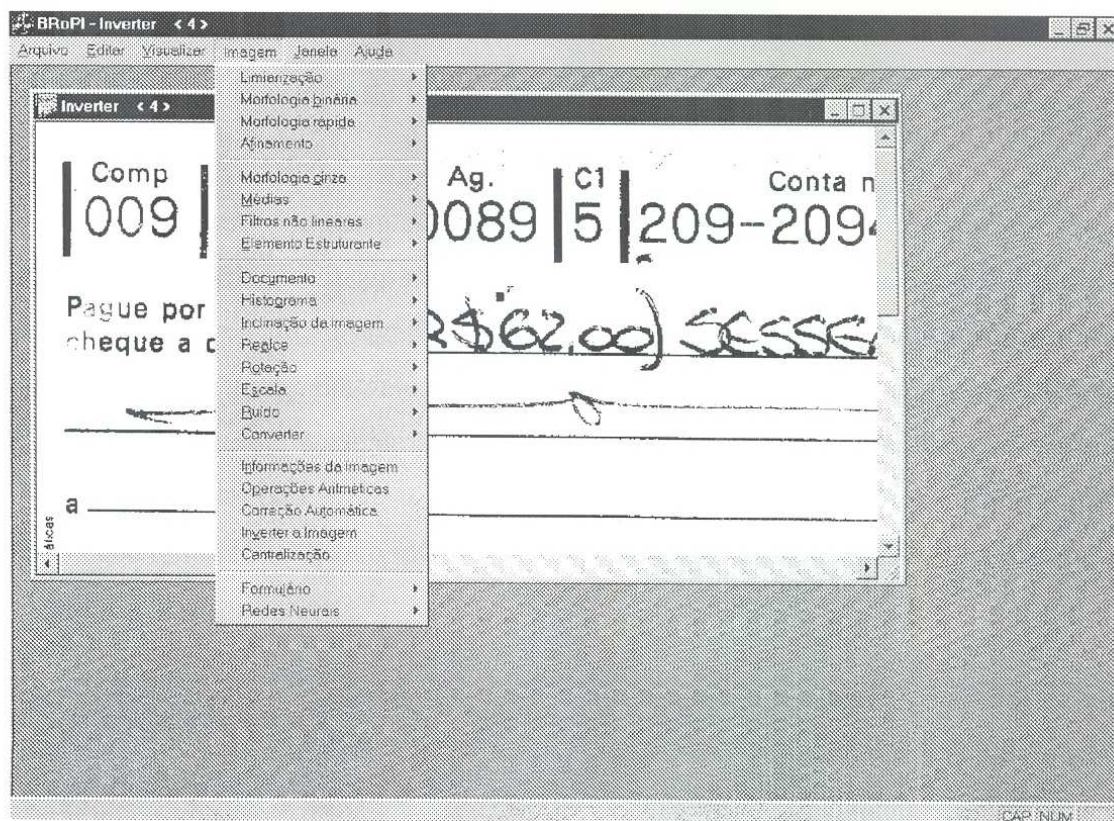 BRoPI - Inverter < 4 >
Arquivo Editar Visualizar Imagem Janela Ajuda
Inverter < 4 >
Limiarização
Morfologia binária
Morfologia rápida
Afinamento
Morfologia cinza
Médias
Filtros não lineares
Elemento Estruturante
Documento
Histograma
Inclinação da imagem
Realce
Rotação
Escala
Ruído
Converter
Informações da imagem
Operações Aritméticas
Correção Automática
Inverter a Imagem
Centralização
Formulário
Redes Neurais
Comp Ag. C1 Conta n
009 0089 5 209-2094
Pague por R$62,00) SESSE
cheque a
a
áticas
CAP NUM